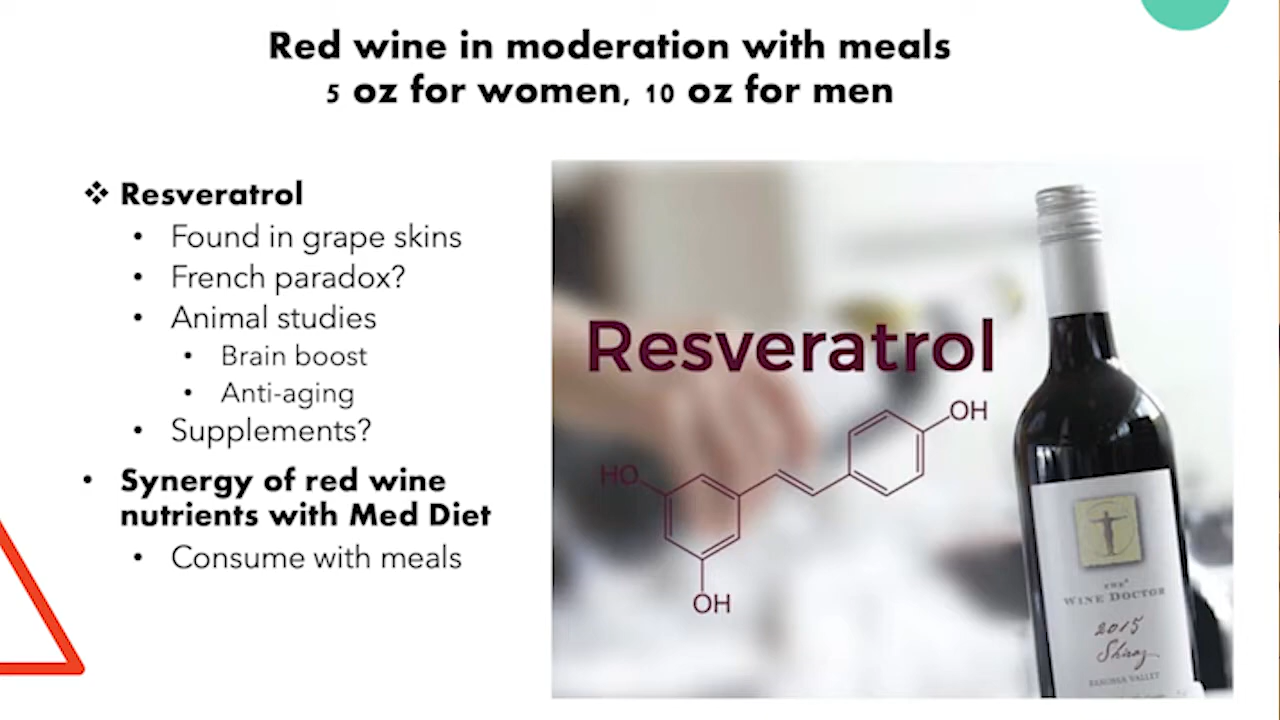 Red wine in moderation with meals
5 oz for women, 10 oz for men
❖ Resveratrol
• Found in grape skins
• French paradox?
• Animal studies
• Brain boost
• Anti-aging
• Supplements?
• Synergy of red wine
nutrients with Med Diet
• Consume with meals
Resveratrol
OH
HO
OH
THE
WINE DOCTOR
2015
Shiraz